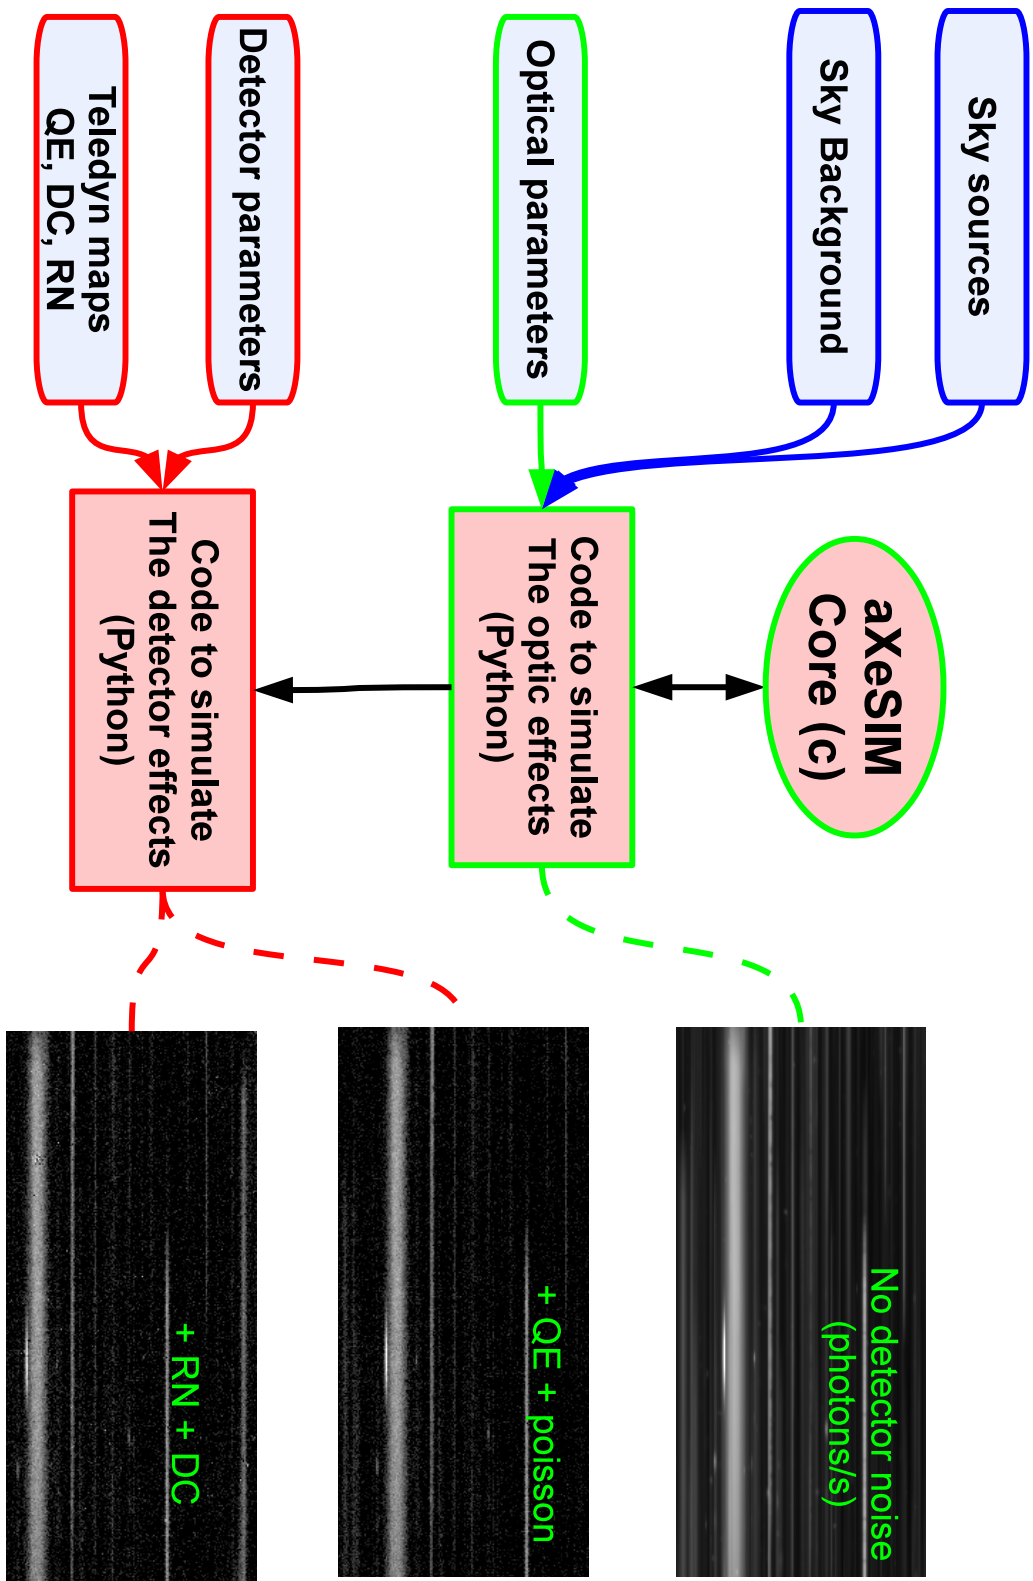 Sky sources
Sky Background
Optical parameters
Detector parameters
Teledyn maps
QE, DC, RN
aXeSIM
Core (c)
Code to simulate
The optic effects
(Python)
Code to simulate
The detector effects
(Python)
No detector noise
(photons/s)
+ QE + poisson
+ RN + DC